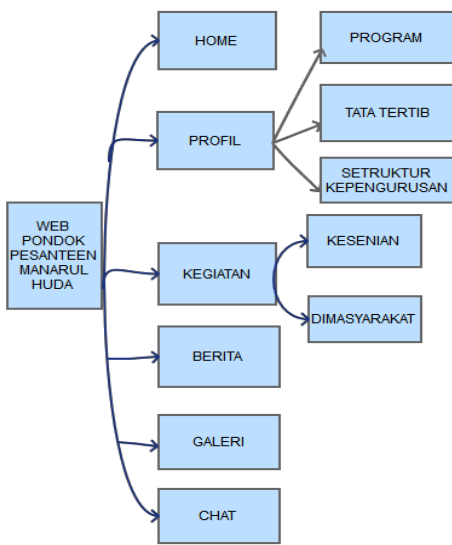 HOME
PROGRAM
PROFIL
TATA TERTIB
SETRUKTUR
KEPENGURUSAN
WEB
PONDOK
PESANTEEN
MANARUL
HUDA
KEGIATAN
KESENIAN
DIMASYARAKAT
BERITA
GALERI
CHAT